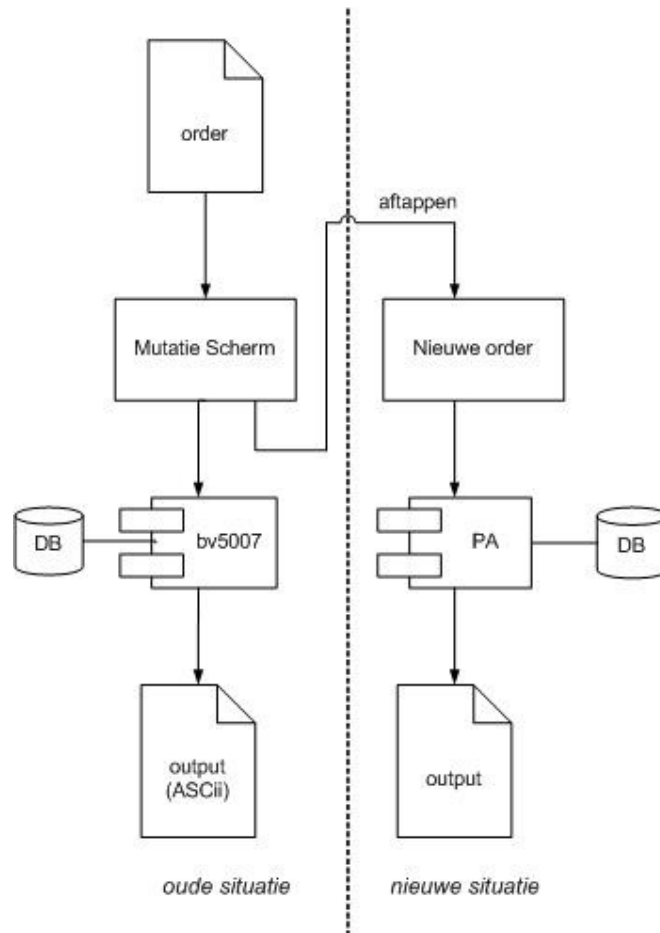 order
aftappen
Mutatie Scherm
Nieuwe order
DB
bv5007
PA
DB
output
(ASCii)
output
oude situatie
nieuwe situatie